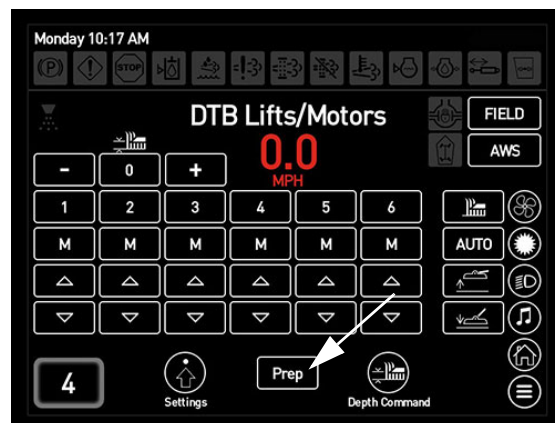 Monday 10:17 AM
P STOP
DTB Lifts/Motors FIELD
0.0 AWS
MPH
- 0 +
1 2 3 4 5 6
M M M M M M AUTO
4 Prep
Settings Depth Command